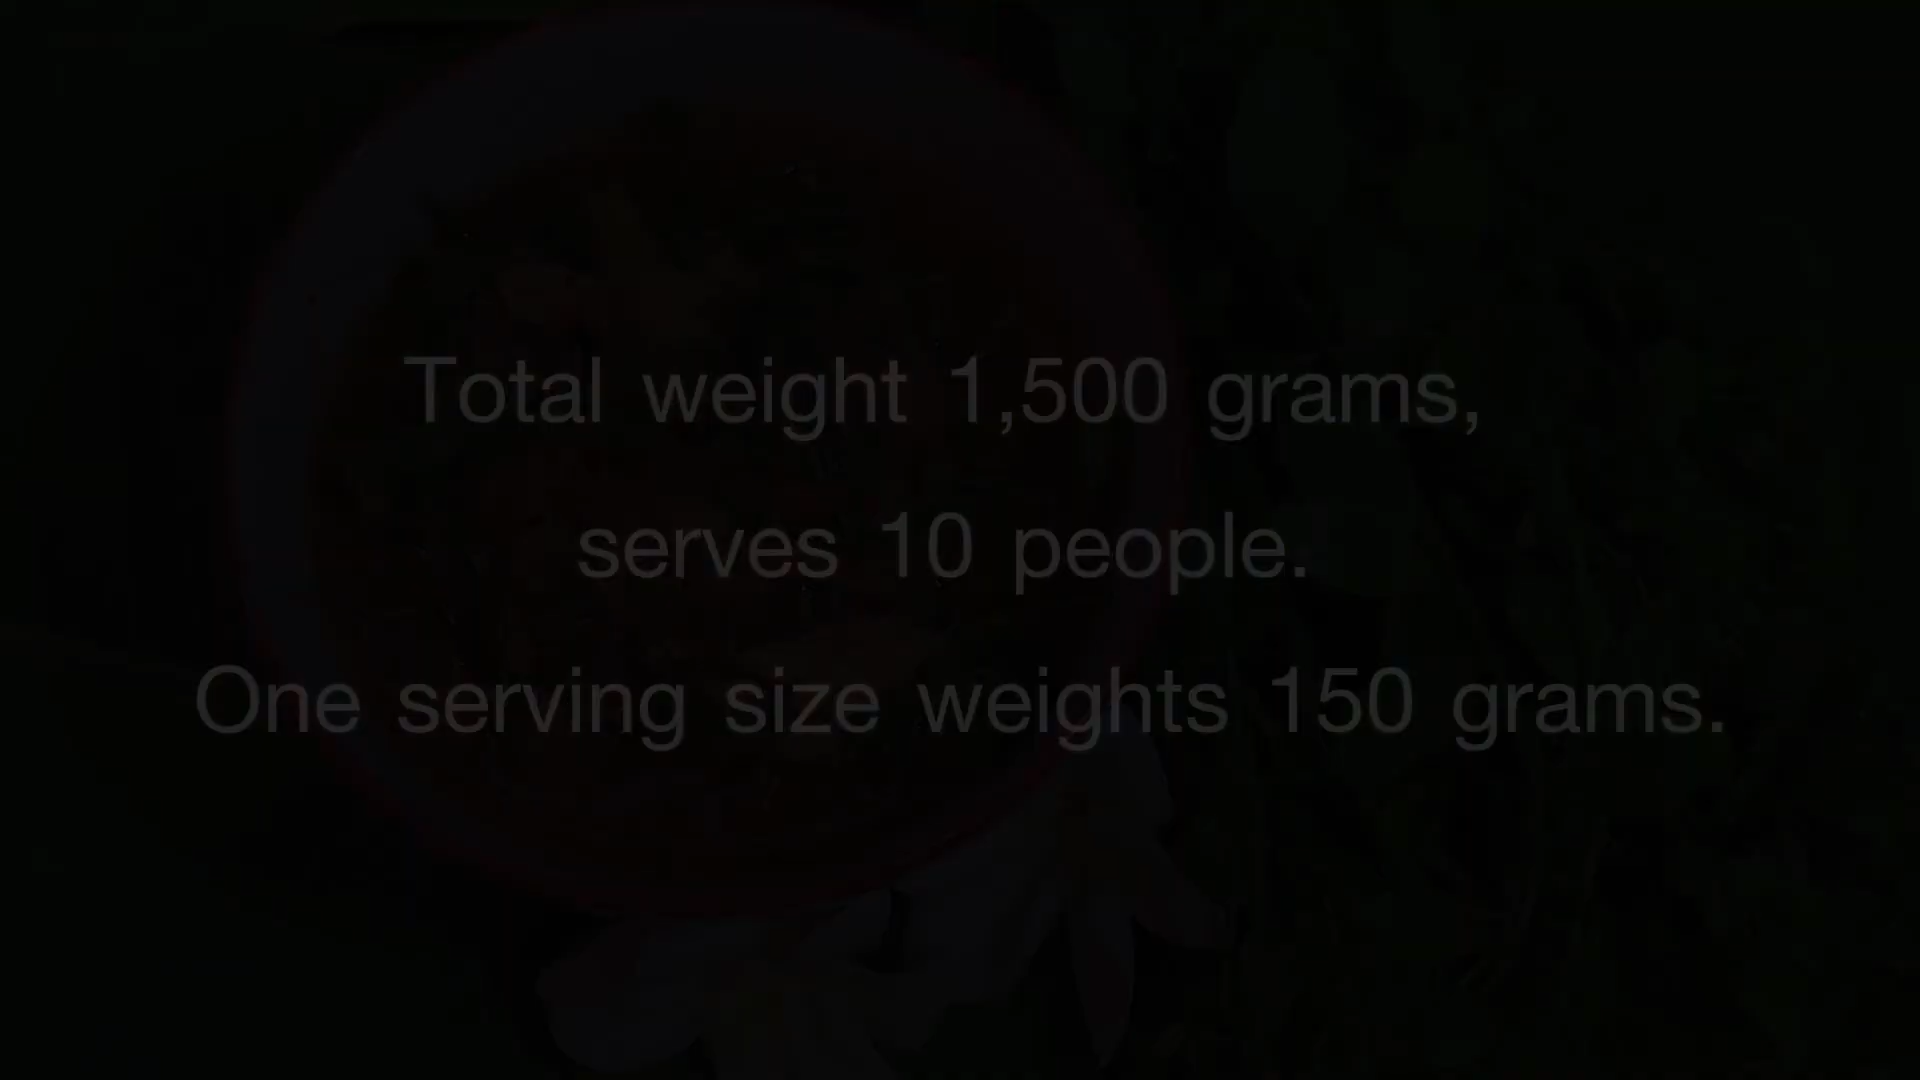 Total weight 1,500 grams,
serves 10 people.
One serving size weights 150 grams.